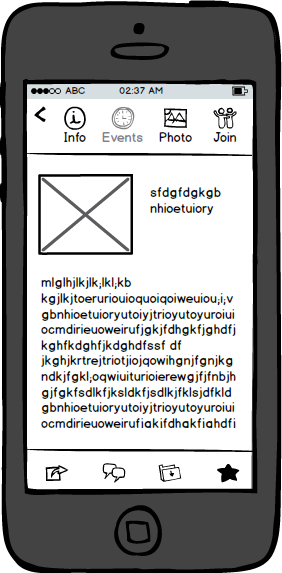 ABC 02:37 AM
Info Events Photo Join
sfdgfdgkgb
nhioetuiory
mlglhjlkjlk;lkl;kb
kgjlkjtoeruriouioquoiqoiweuiou;i;v
gbnhioetuioryutoiyjtrioyutoyuroiui
ocmdirieuoweirufjgkjfdhgkfjghdfj
kghfkdghfjkdghdfssf df
jkghjkrtrejtriotjiojqowihgnjfgnjkg
ndkjfgkl;oqwiuiturioierewgjfjfnbjh
gjfgkfsdlkfjksldkfjsdlkjfklsjdfkld
gbnhioetuioryutoiyjtrioyutoyuroiui
ocmdirieuoweirufjgkjfdhgkfjghdfj